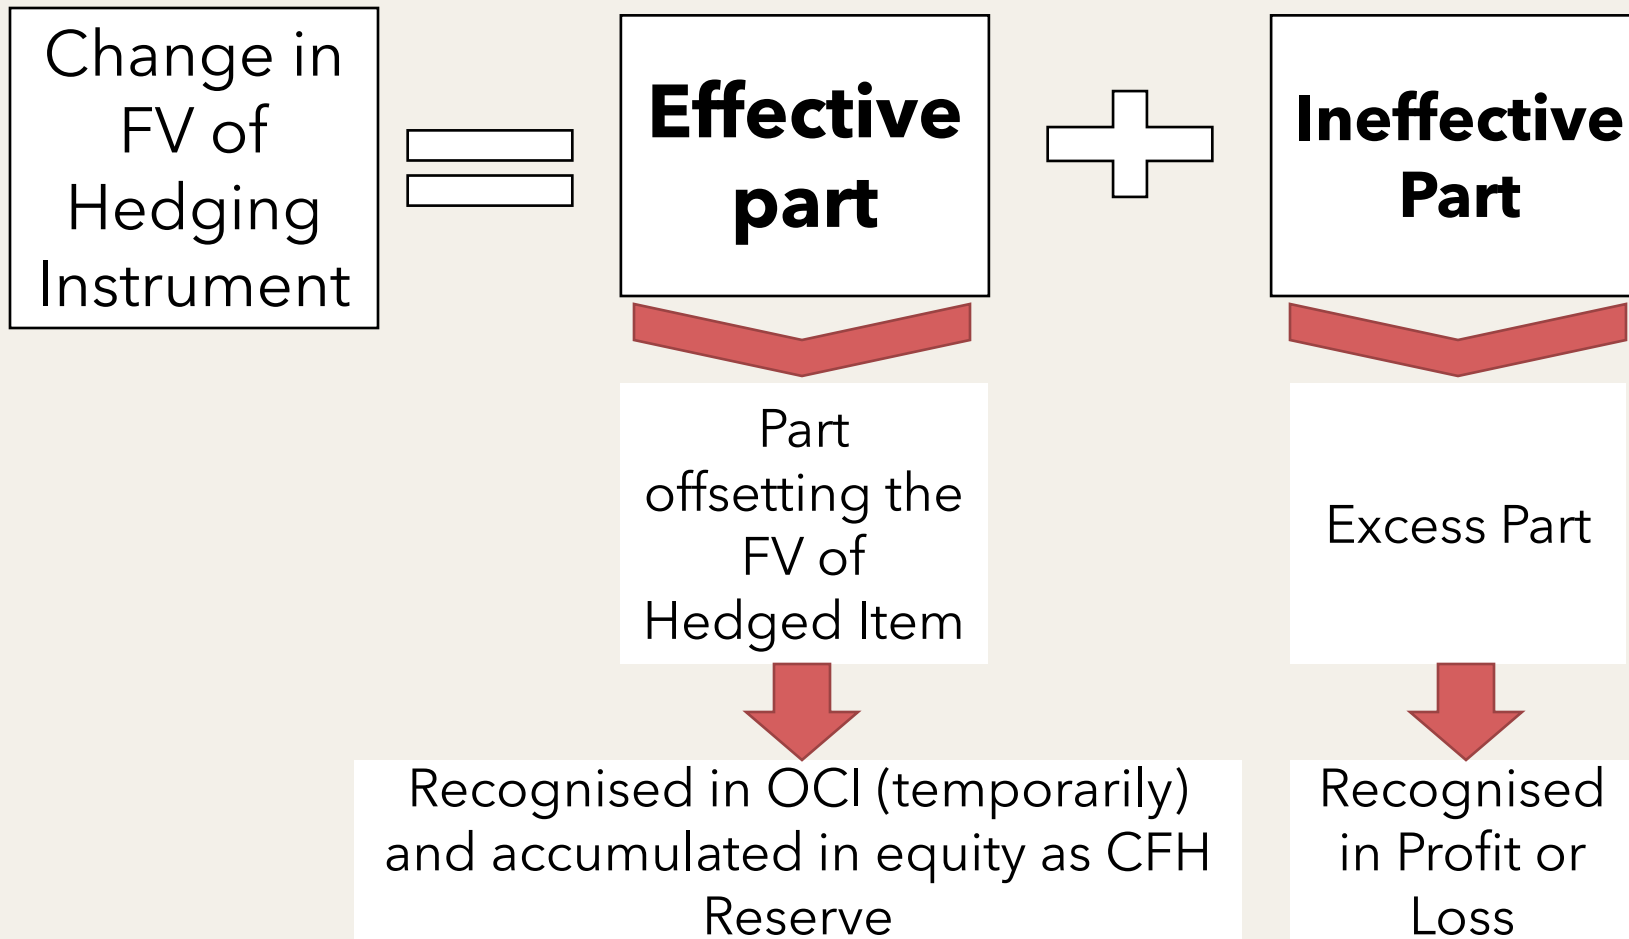 Change in
FV of
Hedging
Instrument
Effective
part
Ineffective
Part
Part
offsetting the
FV of
Hedged Item
Excess Part
Recognised in OCI (temporarily)
and accumulated in equity as CFH
Reserve
Recognised
in Profit or
Loss